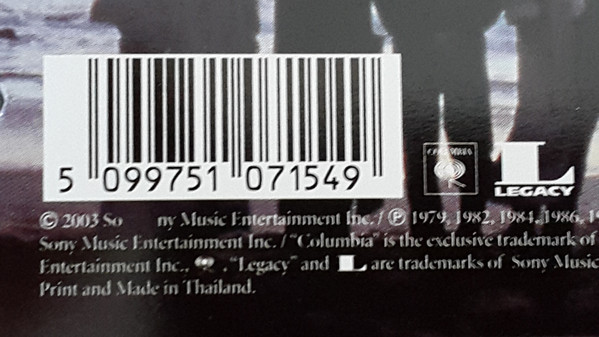 5 099751 071549
COLUMBIA
LEGACY
© 2003 So ny Music Entertainment Inc. / ℗ 1979, 1982, 1984, 1986, 19
Sony Music Entertainment Inc. / "Columbia" is the exclusive trademark of
Entertainment Inc., , "Legacy" and L are trademarks of Sony Music
Print and Made in Thailand.